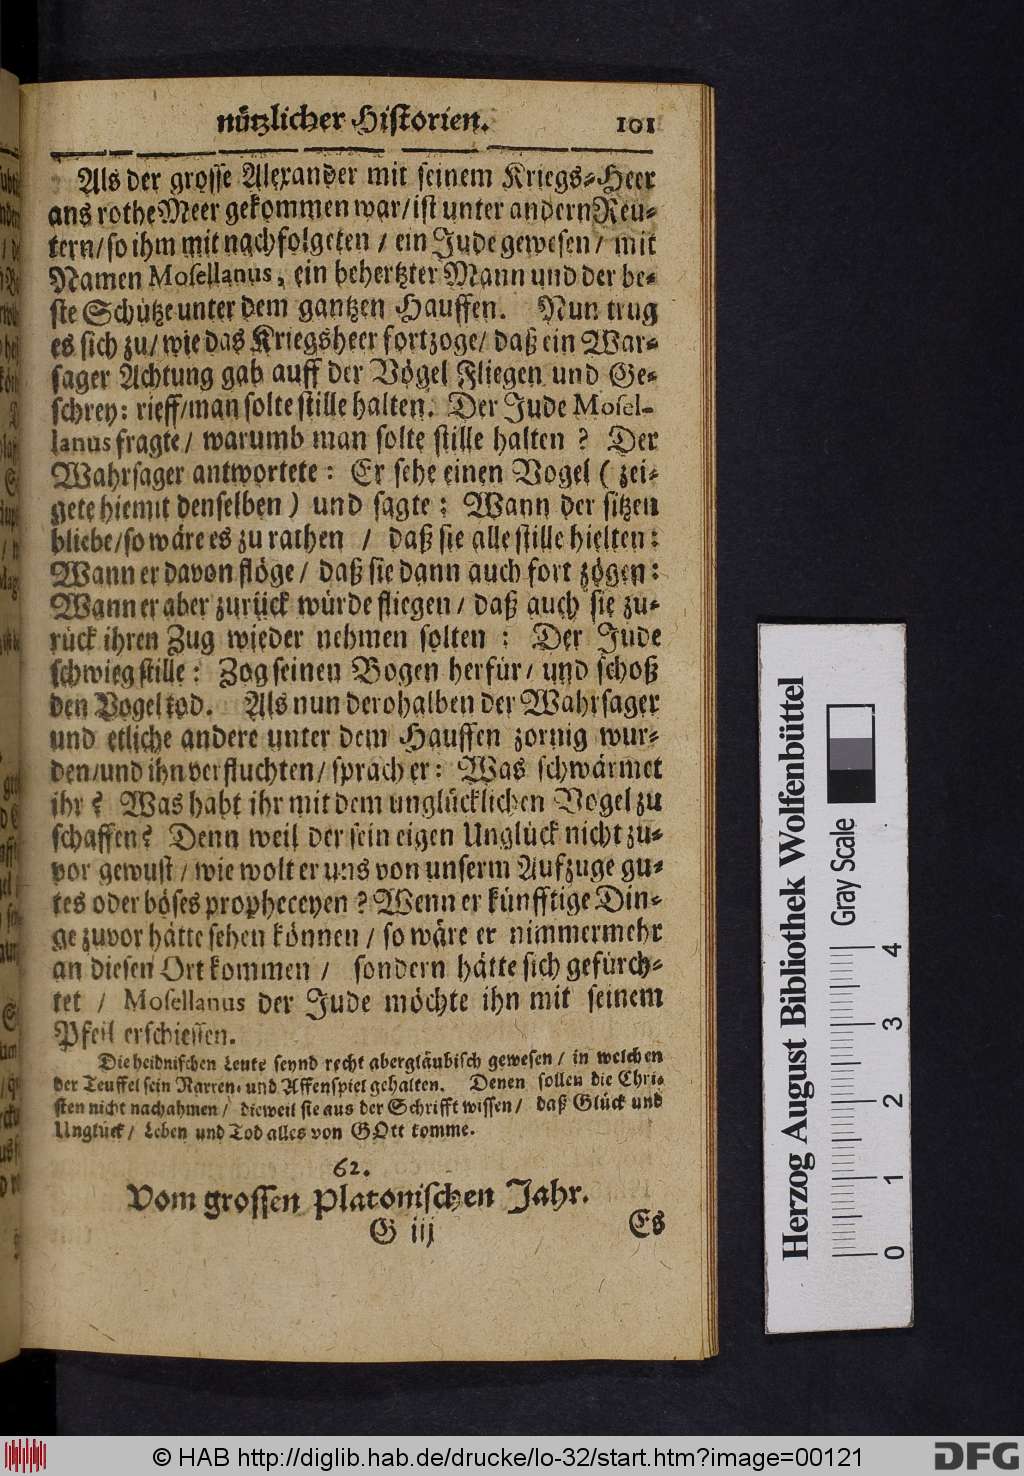 nützlicher Historien. 101
Als der grosse Alexander mit seinem Kriegs-Heer
ans rothe Meer gekommen war/ ist unter andern Reu-
tern/ so ihm mit nachfolgeten / ein Jude gewesen / mit
Namen Mosellanus, ein behertzter Mann und der be-
ste Schütze unter dem gantzen Hauffen. Nun trug
es sich zu/ wie das Kriegsheer fortzoge/ daß ein War-
sager Achtung gab auff der Vögel Fliegen und Ge-
schrey: rieff/ man solte stille halten. Der Jude Mosel-
lanus fragte/ warumb man solte stille halten ? Der
Wahrsager antwortete: Er sehe einen Vogel ( zei-
gete hiemit denselben ) und sagte: Wann der sitzen
bliebe/ so wäre es zu rathen / daß sie alle stille hielten:
Wann er davon flöge / daß sie dann auch fort zögen:
Wann er aber zurück würde fliegen / daß auch sie zu-
rück ihren Zug wieder nehmen solten : Der Jude
schwieg stille: Zog seinen Bogen herfür / und schoß
den Vogel tod. Als nun derohalben der Wahrsager
und etliche andere unter dem Hauffen zornig wur-
den/ und ihn verfluchten/ sprach er: Was schwärmet
ihr? Was habt ihr mit dem unglücklichen Vogel zu
schaffen? Denn weil der sein eigen Unglück nicht zu-
vor gewust / wie wolt er uns von unserm Aufzuge gu-
tes oder böses propheceyen ? Wenn er künfftige Din-
ge zuvor hätte sehen können / so wäre er nimmermehr
an diesen Ort kommen / sondern hätte sich gefürch-
tet / Mosellanus der Jude möchte ihn mit seinem
Pfeil erschiessen.
Die heidnischen Leute seynd recht abergläubisch gewesen / in welchen
der Teuffel sein Narren- und Affenspiel gehalten. Denen sollen die Chri-
sten nicht nachahmen / dieweil sie aus der Schrifft wissen / daß Glück und
Unglück / Leben und Tod alles von GOtt komme.
62.
Vom grossen Platonischen Jahr.
G iij Es
Herzog August Bibliothek Wolfenbüttel
Gray Scale
0 1 2 3 4
© HAB http://diglib.hab.de/drucke/lo-32/start.htm?image=00121
DFG